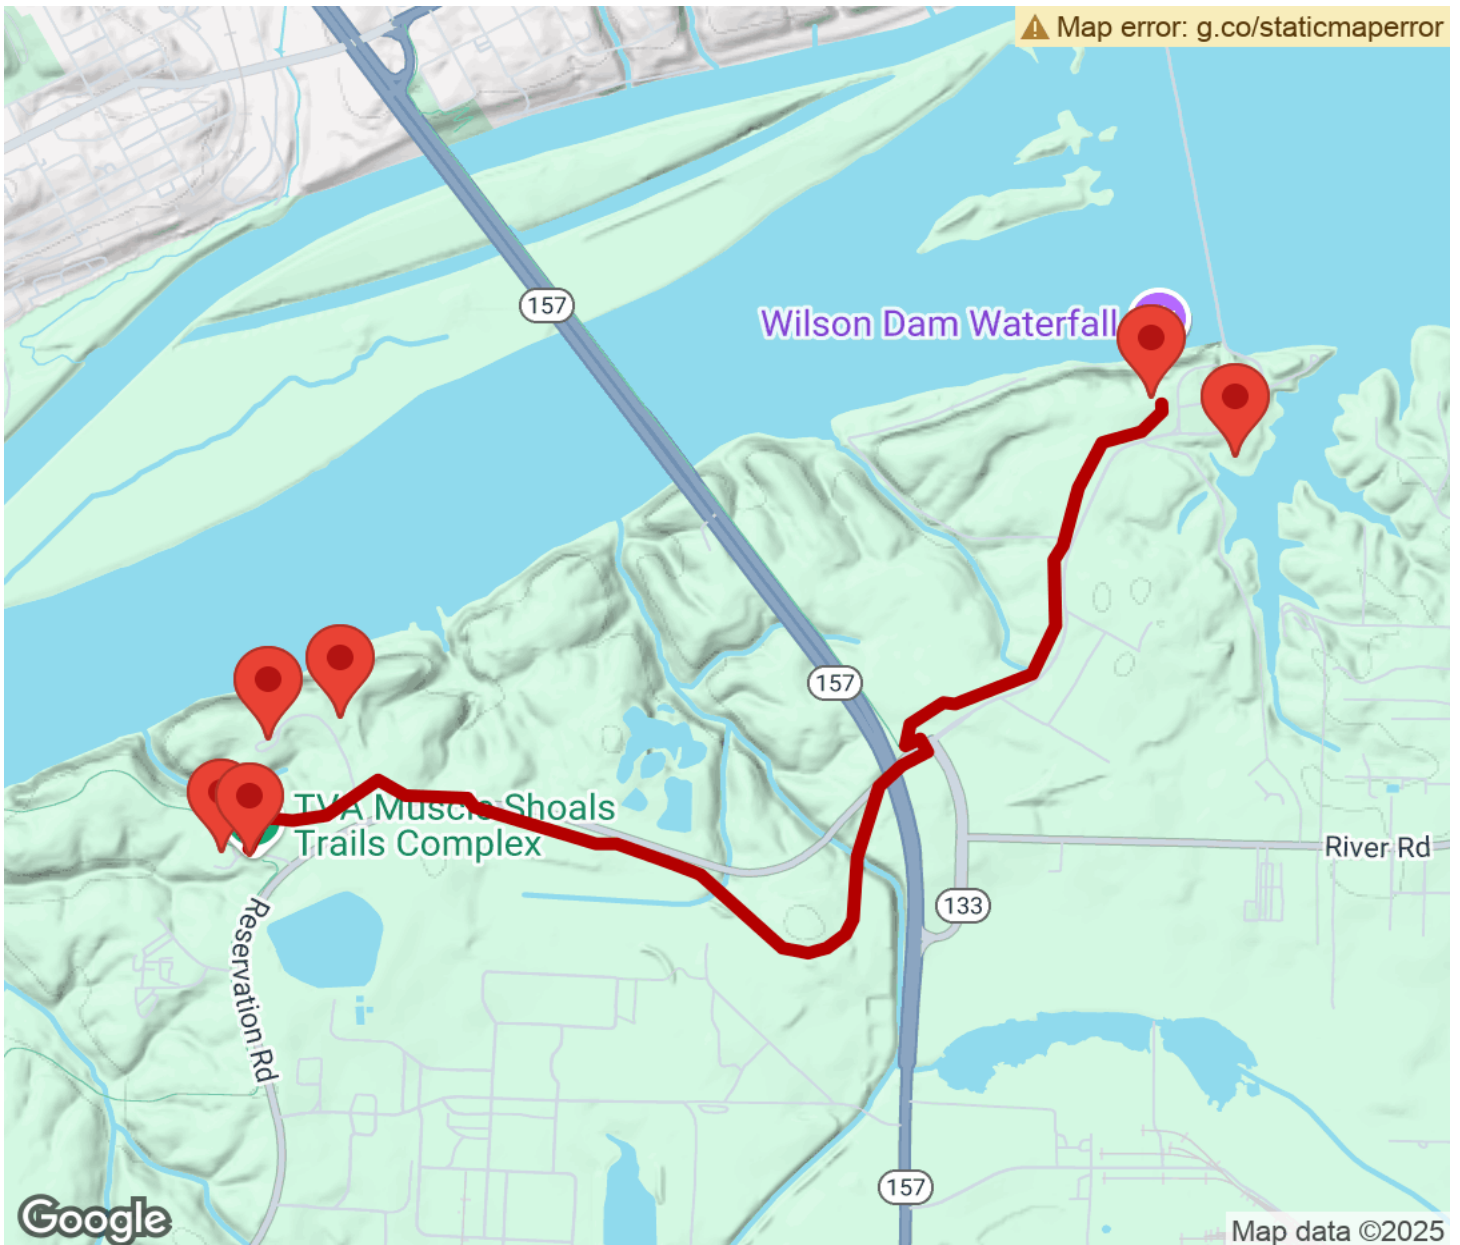 Map error: g.co/staticmaperror
157
Wilson Dam Waterfall
157
TVA Muscle Shoals
Trails Complex
River Rd
133
Reservation Rd
157
Google
Map data ©2025